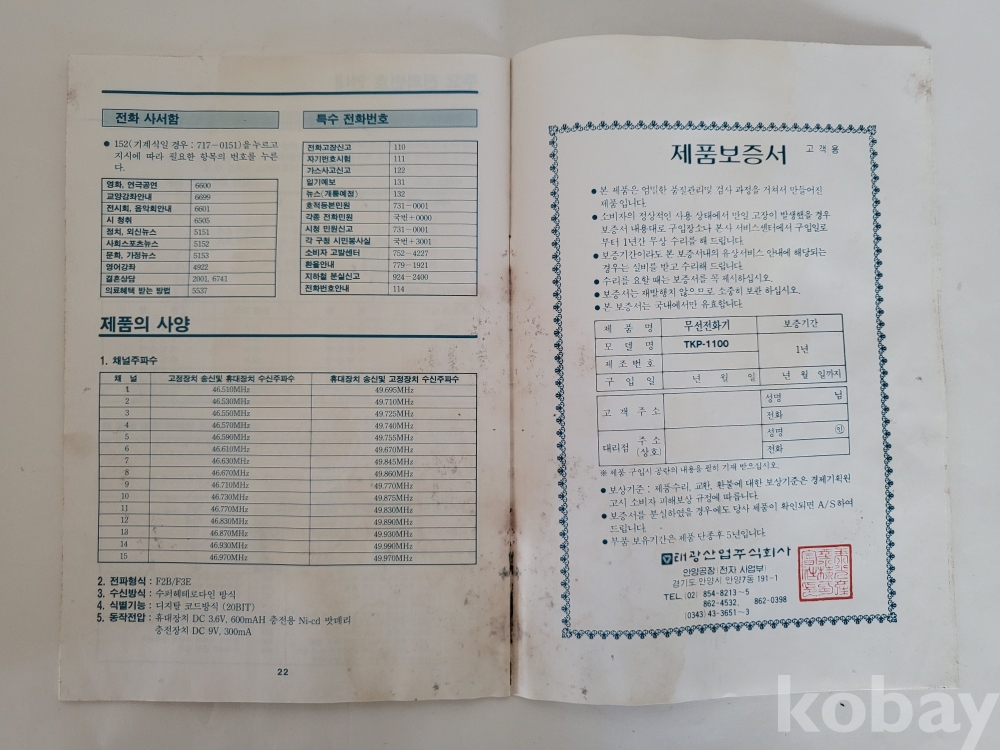 전화 사서함
● 152(기계식일 경우 : 717-0151)을 누르고
지시에 따라 필요한 항목의 번호를 누른
다.
영화, 연극공연 6600
교양강좌안내 6699
전시회, 음악회안내 6601
시 청취 6505
정치, 외신뉴스 5151
사회스포츠뉴스 5152
문화, 가정뉴스 5153
영어강좌 4922
결혼상담 2001, 6741
의료혜택 받는 방법 5537
특수 전화번호
전화고장신고 110
자기번호시험 111
가스사고신고 122
일기예보 131
뉴스(개통예정) 132
호적등본민원 731-0001
각종 전화민원 국번+0000
시청 민원신고 731-0001
각 구청 시민봉사실 국번+3001
소비자 고발센터 752-4227
환율안내 779-1921
지하철 분실신고 924-2400
전화번호안내 114
제품의 사양
1. 채널주파수
채 널 고정장치 송신및 휴대장치 수신주파수 휴대장치 송신및 고정장치 수신주파수
1 46.510MHz 49.695MHz
2 46.530MHz 49.710MHz
3 46.550MHz 49.725MHz
4 46.570MHz 49.740MHz
5 46.590MHz 49.755MHz
6 46.610MHz 49.670MHz
7 46.630MHz 49.845MHz
8 46.670MHz 49.860MHz
9 46.710MHz 49.770MHz
10 46.730MHz 49.875MHz
11 46.770MHz 49.830MHz
12 46.830MHz 49.890MHz
13 46.870MHz 49.930MHz
14 46.930MHz 49.990MHz
15 46.970MHz 49.970MHz
2. 전파형식 : F2B/F3E
3. 수신방식 : 수퍼헤테로다인 방식
4. 식별기능 : 디지탈 코드방식 (20BIT)
5. 동작전압 : 휴대장치 DC 3.6V, 600mAH 충전용 Ni-cd 밧데리
충전장치 DC 9V, 300mA
22
제품보증서 고객용
● 본 제품은 엄밀한 품질관리및 검사 과정을 거쳐서 만들어진
제품입니다.
● 소비자의 정상적인 사용 상태에서 만일 고장이 발생했을 경우
보증서 내용대로 구입장소나 본사 서비스센터에서 구입일로
부터 1년간 무상 수리를 해 드립니다.
● 보증기간이라도 본 보증서내의 유상서비스 안내에 해당되는
경우는 실비를 받고 수리해 드립니다.
● 수리를 요할 때는 보증서를 꼭 제시하십시오.
● 보증서는 재발행치 않으므로 소중히 보관 하십시오.
● 본 보증서는 국내에서만 유효합니다.
제 품 명 무선전화기 보증기간
모 델 명 TKP-1100 1년
제 조 번 호
구 입 일 년 월 일 년 월 일까지
고 객 주 소 성명 님
전화
대리점 주소 (상호) 성명 ㊞
전화
※ 제품 구입시 공란의 내용을 필히 기재 받으십시오.
● 보상기준 : 제품수리, 교환, 환불에 대한 보상기준은 경제기획원
고시 소비자 피해보상 규정에 따릅니다.
● 보증서를 분실하였을 경우에도 당사 제품이 확인되면 A/S하여
드립니다.
● 부품 보유기간은 제품 단종후 5년입니다.
태광산업주식회사
안양공장(전자 사업부)
경기도 안양시 안양7동 191-1
TEL.(02) 854-8213~5
862-4532, 862-0398
(0343) 43-3651~3
kobay